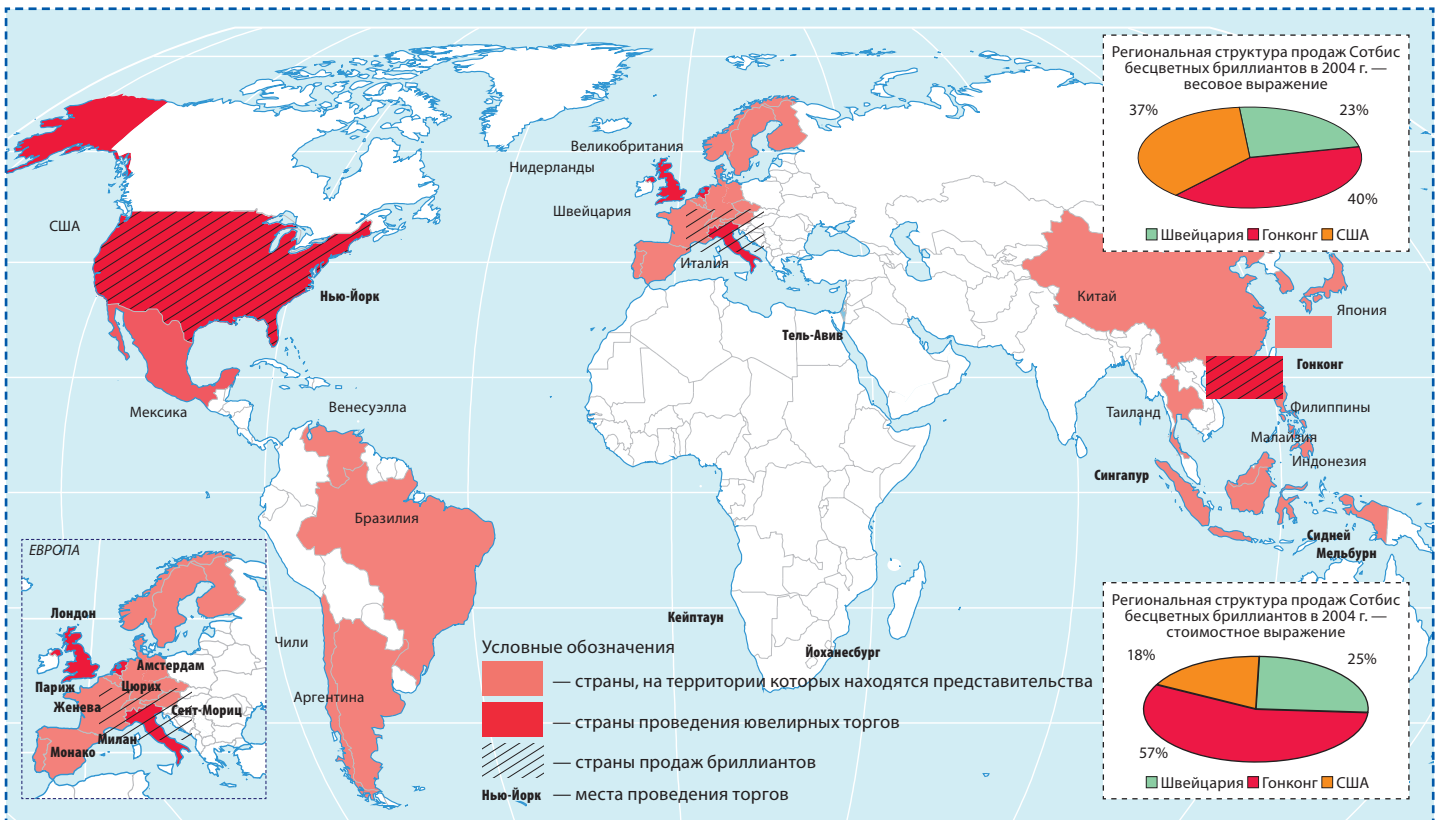 Региональная структура продаж Сотбис
бесцветных бриллиантов в 2004 г. —
весовое выражение
37%
23%
40%
Швейцария Гонконг США
Великобритания
Нидерланды
Швейцария
США
Италия
Нью-Йорк
Китай
Япония
Тель-Авив
Гонконг
Мексика
Венесуэлла
Таиланд
Филиппины
Малайзия
Индонезия
Сингапур
Бразилия
Сидней
Мельбурн
ЕВРОПА
Лондон
Амстердам
Париж
Цюрих
Женева
Сент-Мориц
Милан
Монако
Чили
Аргентина
Кейптаун
Йоханесбург
Условные обозначения
— страны, на территории которых находятся представительства
— страны проведения ювелирных торгов
— страны продаж бриллиантов
Нью-Йорк — места проведения торгов
Региональная структура продаж Сотбис
бесцветных бриллиантов в 2004 г. —
стоимостное выражение
18%
25%
57%
Швейцария Гонконг США